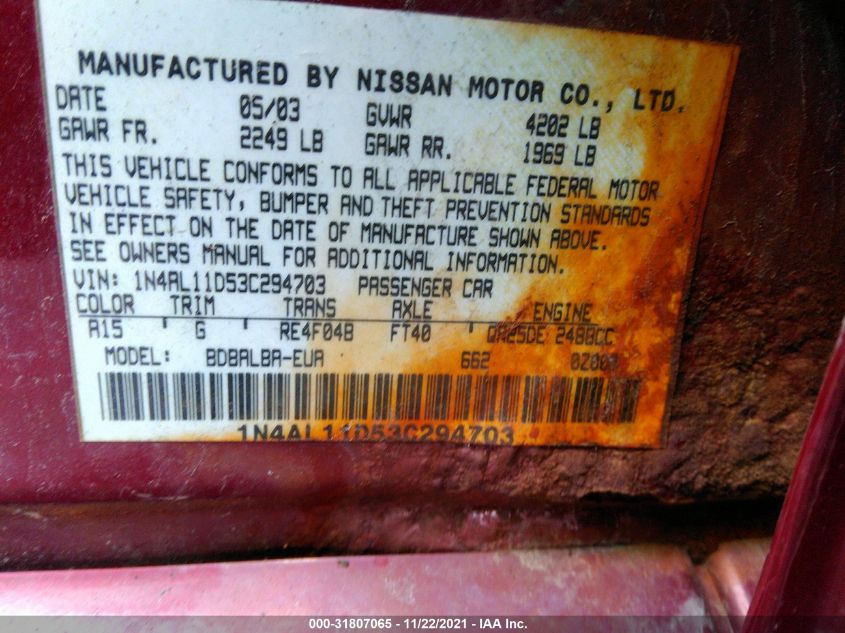 MANUFACTURED BY NISSAN MOTOR CO., LTD.
DATE 05/03 GVWR 4202 LB
GAWR FR. 2249 LB GAWR RR. 1969 LB
THIS VEHICLE CONFORMS TO ALL APPLICABLE FEDERAL MOTOR
VEHICLE SAFETY, BUMPER AND THEFT PREVENTION STANDARDS
IN EFFECT ON THE DATE OF MANUFACTURE SHOWN ABOVE.
SEE OWNERS MANUAL FOR ADDITIONAL INFORMATION.
VIN: 1N4AL11D53C294703 PASSENGER CAR
COLOR TRIM TRANS AXLE ENGINE
A15 G RE4F04B FT40 QR25DE 2488CC
MODEL: BDBALBA-EUA 662
1N4AL11D53C294703
000-31807065 - 11/22/2021 - IAA Inc.